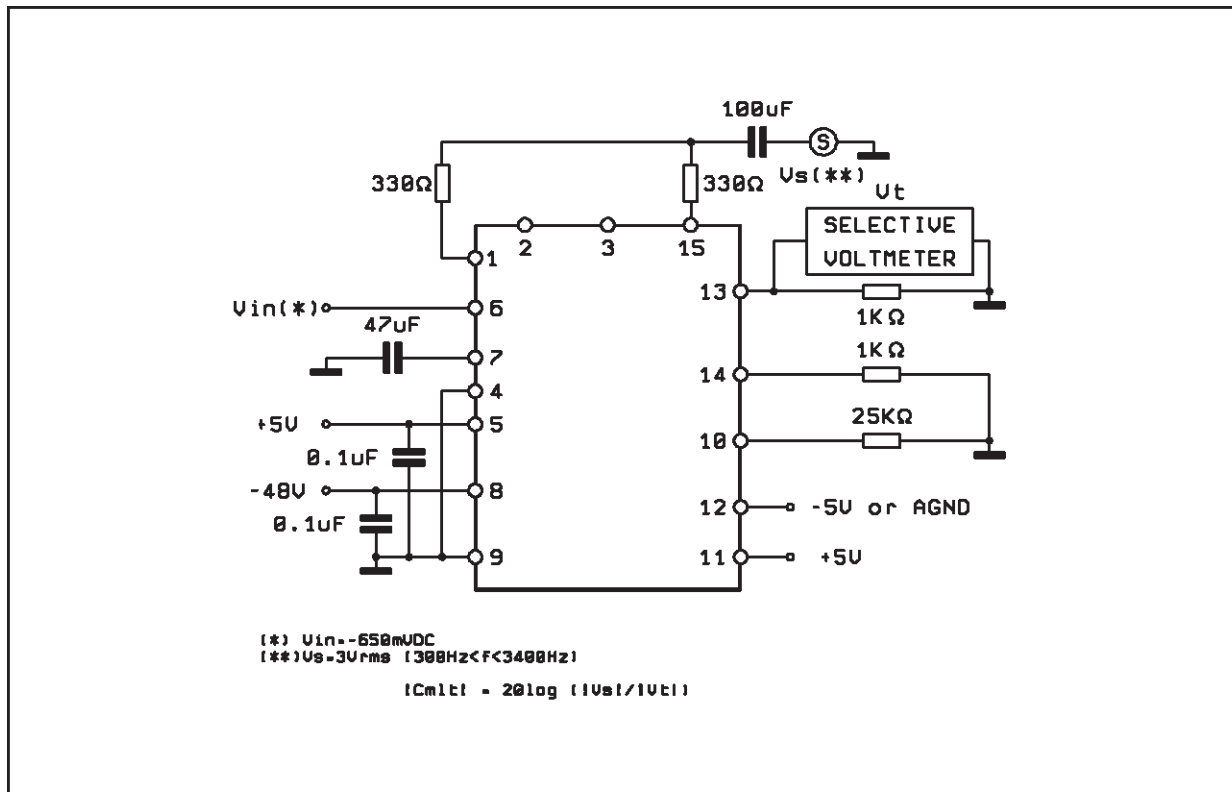 100uF
S
Vs(**)
330Ω
330Ω
Vt
SELECTIVE
VOLTMETER
1
2
3
15
13
1KΩ
Vin(*)
6
47uF
7
1KΩ
14
4
+5V
5
25KΩ
10
0.1uF
-48V
8
12
-5V or AGND
0.1uF
9
11
+5V
(*) Vin=-650mVDC
(**)Vs=3Vrms (300Hz<f<3400Hz)
|Cmlt| = 20log (|Vs|/|Vt|)